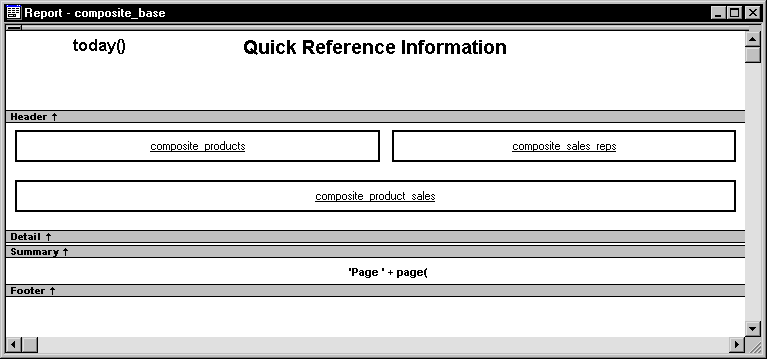 Report - composite_base
today() Quick Reference Information
Header ↑
composite_products composite_sales_reps
composite_product_sales
Detail ↑
Summary ↑
'Page ' + page(
Footer ↑